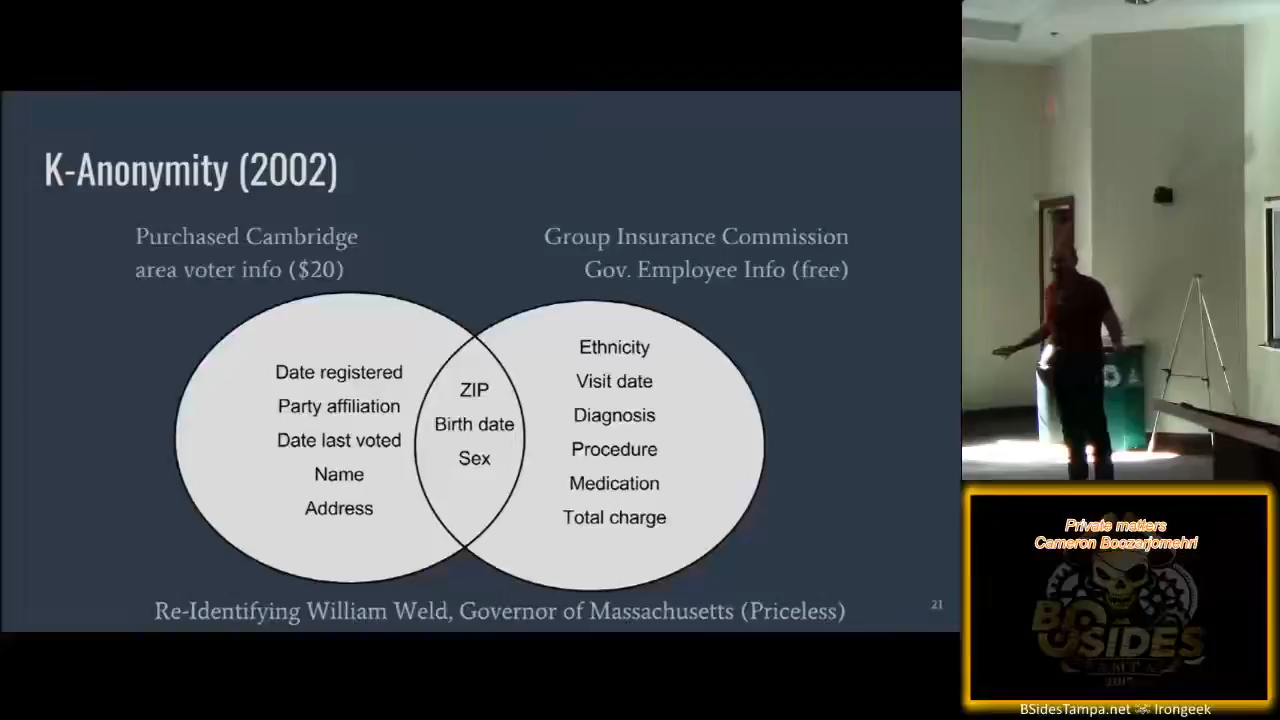 K-Anonymity (2002)
Purchased Cambridge
area voter info ($20)
Group Insurance Commission
Gov. Employee Info (free)
Date registered
Party affiliation
Date last voted
Name
Address
ZIP
Birth date
Sex
Ethnicity
Visit date
Diagnosis
Procedure
Medication
Total charge
Re-Identifying William Weld, Governor of Massachusetts (Priceless)
21
Private matters
Cameron Boozarjomehri
BSIDES
TAMPA
BSidesTampa.net
Irongeek